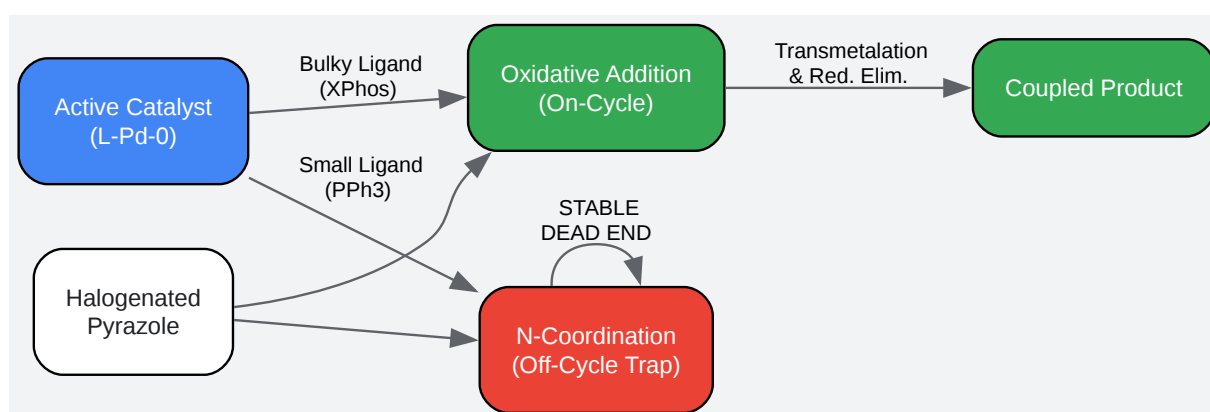 Active Catalyst
(L-Pd-0)
Bulky Ligand
(XPhos)
Oxidative Addition
(On-Cycle)
Transmetalation
& Red. Elim.
Coupled Product
Small Ligand
(PPh3)
STABLE
DEAD END
Halogenated
Pyrazole
N-Coordination
(Off-Cycle Trap)